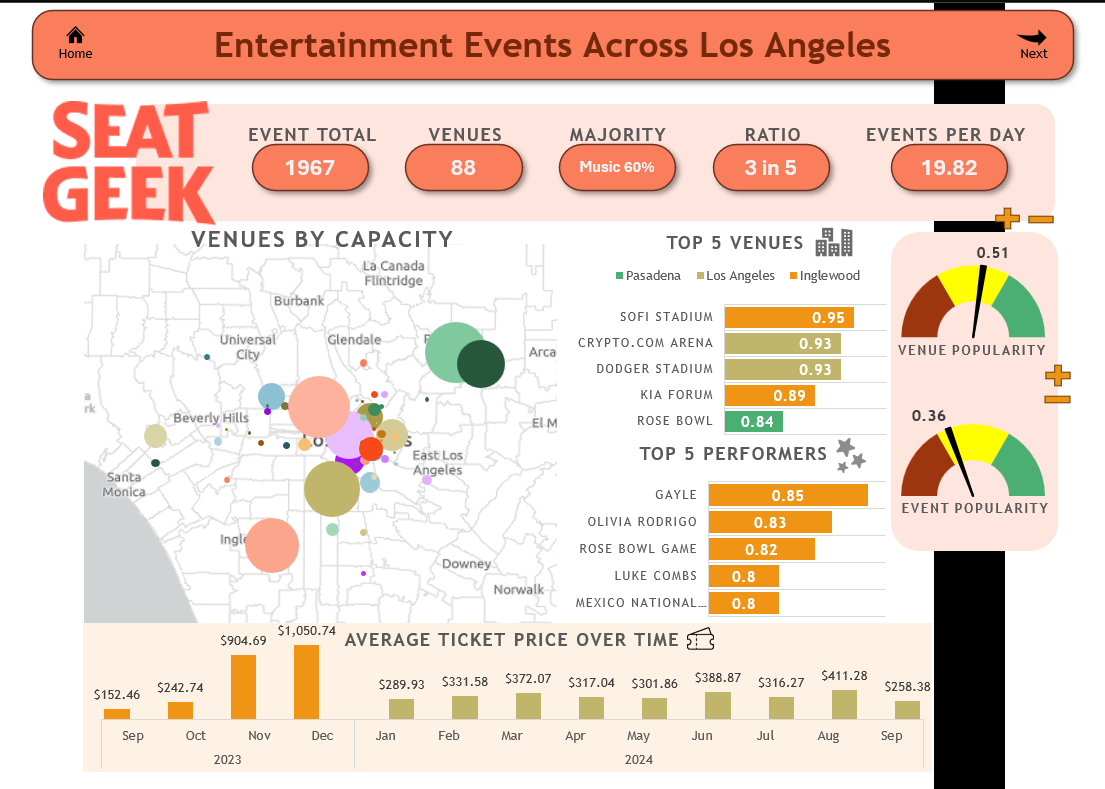 Entertainment Events Across Los Angeles
Home
Next
SEAT
GEEK
EVENT TOTAL
VENUES
MAJORITY
RATIO
EVENTS PER DAY
1967
88
Music 60%
3 in 5
19.82
VENUES BY CAPACITY
La Canada
Flintridge
Burbank
Universal
City
Glendale
Arca
Beverly Hills
El M
East Los
Angeles
Santa
Monica
Ingle
Downey
Norwalk
TOP 5 VENUES
Pasadena
Los Angeles
Inglewood
SOFI STADIUM 0.95
CRYPTO.COM ARENA 0.93
DODGER STADIUM 0.93
KIA FORUM 0.89
ROSE BOWL 0.84
TOP 5 PERFORMERS
GAYLE 0.85
OLIVIA RODRIGO 0.83
ROSE BOWL GAME 0.82
LUKE COMBS 0.8
MEXICO NATIONAL... 0.8
0.51
VENUE POPULARITY
0.36
EVENT POPULARITY
AVERAGE TICKET PRICE OVER TIME
$152.46 $242.74 $904.69 $1,050.74 $289.93 $331.58 $372.07 $317.04 $301.86 $388.87 $316.27 $411.28 $258.38
Sep Oct Nov Dec Jan Feb Mar Apr May Jun Jul Aug Sep
2023 2024